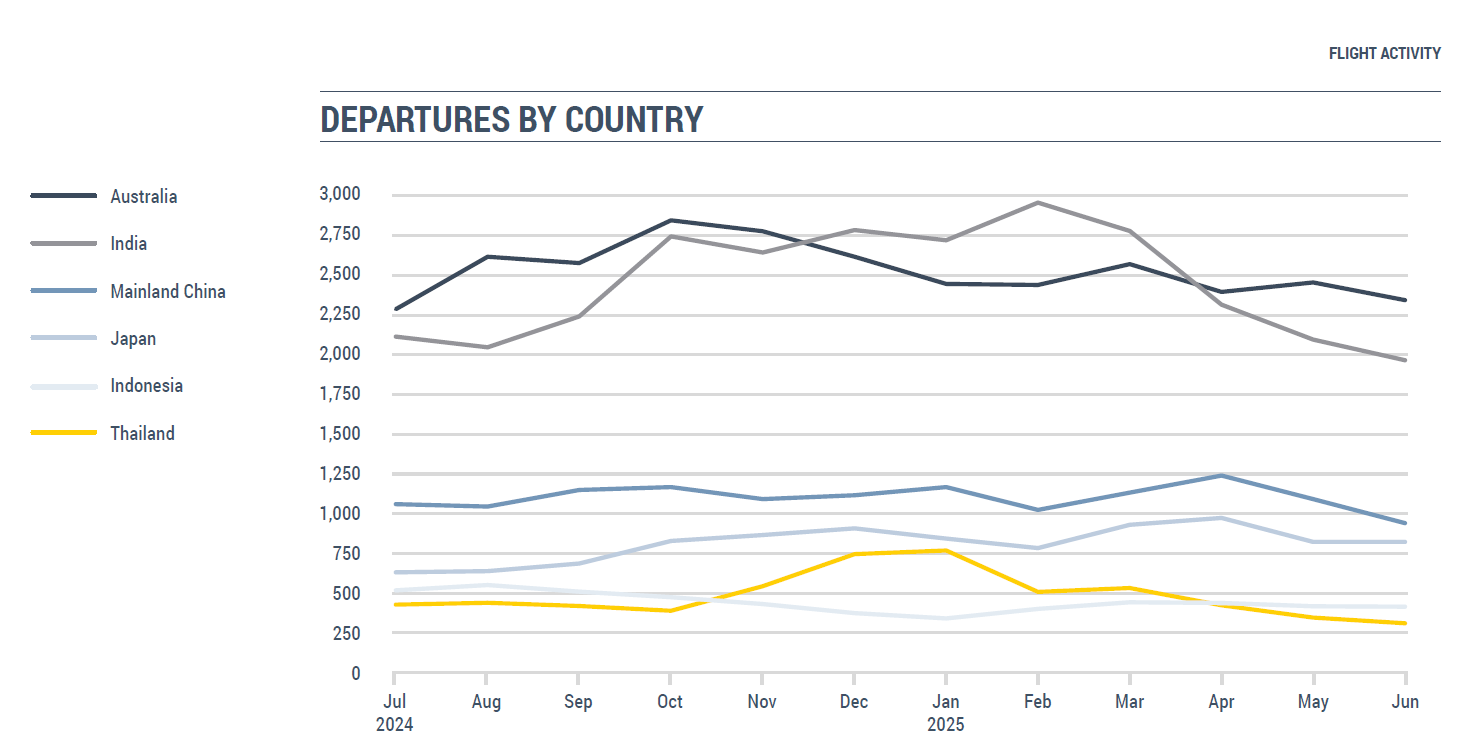 FLIGHT ACTIVITY
DEPARTURES BY COUNTRY
Australia
India
Mainland China
Japan
Indonesia
Thailand
3,000
2,750
2,500
2,250
2,000
1,750
1,500
1,250
1,000
750
500
250
0
Jul Aug Sep Oct Nov Dec Jan Feb Mar Apr May Jun
2024 2025